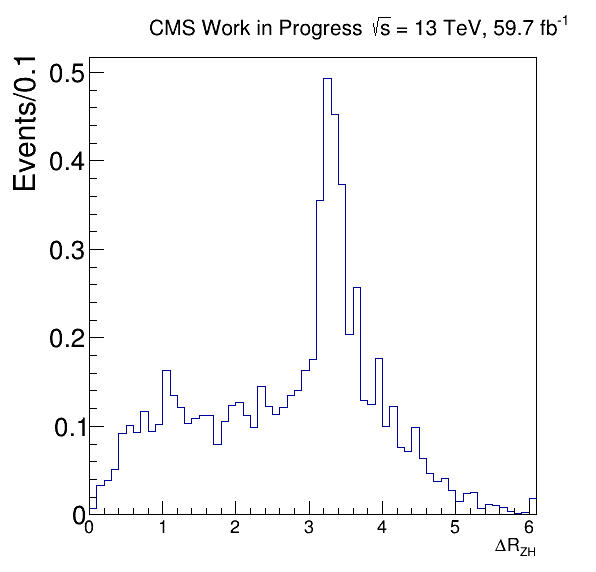 CMS Work in Progress √s = 13 TeV, 59.7 fb⁻¹
Events/0.1
0.5
0.4
0.3
0.2
0.1
0
0 1 2 3 4 5 6
ΔR_ZH